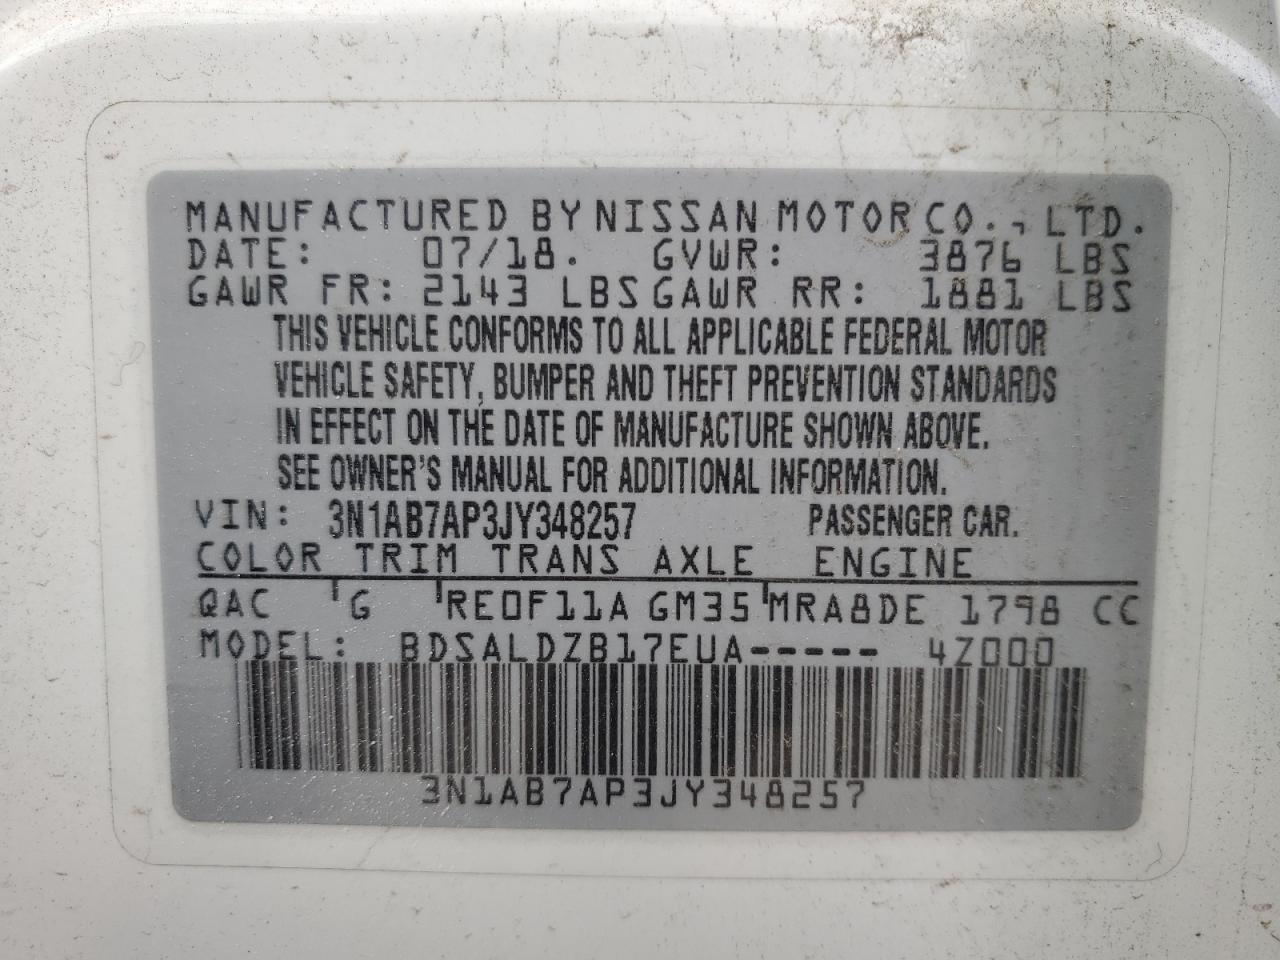 MANUFACTURED BY NISSAN MOTOR CO., LTD.
DATE: 07/18. GVWR: 3876 LBS
GAWR FR: 2143 LBS GAWR RR: 1881 LBS
THIS VEHICLE CONFORMS TO ALL APPLICABLE FEDERAL MOTOR
VEHICLE SAFETY, BUMPER AND THEFT PREVENTION STANDARDS
IN EFFECT ON THE DATE OF MANUFACTURE SHOWN ABOVE.
SEE OWNER'S MANUAL FOR ADDITIONAL INFORMATION.
VIN: 3N1AB7AP3JY348257 PASSENGER CAR.
COLOR TRIM TRANS AXLE ENGINE
QAC G RE0F11A GM35 MRA8DE 1798 CC
MODEL: BDSALDZB17EUA----- 4Z000
3N1AB7AP3JY348257